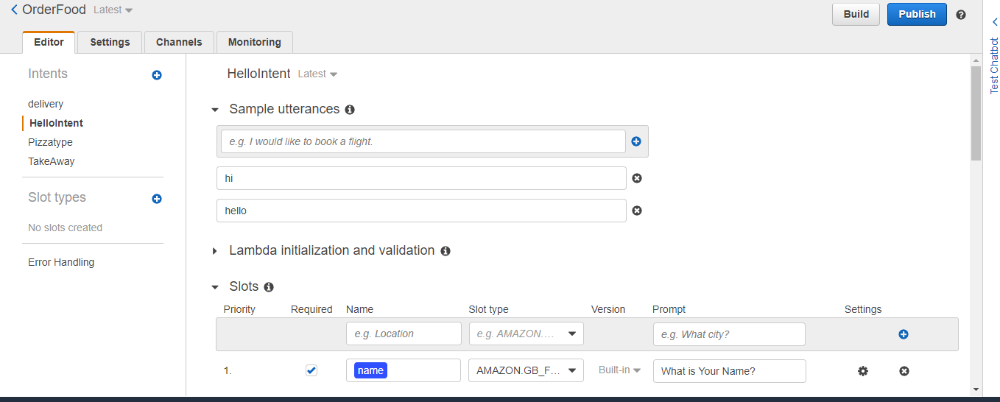 OrderFood Latest
Build Publish
Test Chatbot
Editor Settings Channels Monitoring
Intents
delivery
HelloIntent
Pizzatype
TakeAway
Slot types
No slots created
Error Handling
HelloIntent Latest
Sample utterances
e.g. I would like to book a flight.
hi
hello
Lambda initialization and validation
Slots
Priority Required Name Slot type Version Prompt Settings
e.g. Location e.g. AMAZON.… e.g. What city?
1. name AMAZON.GB_F… Built-in What is Your Name?